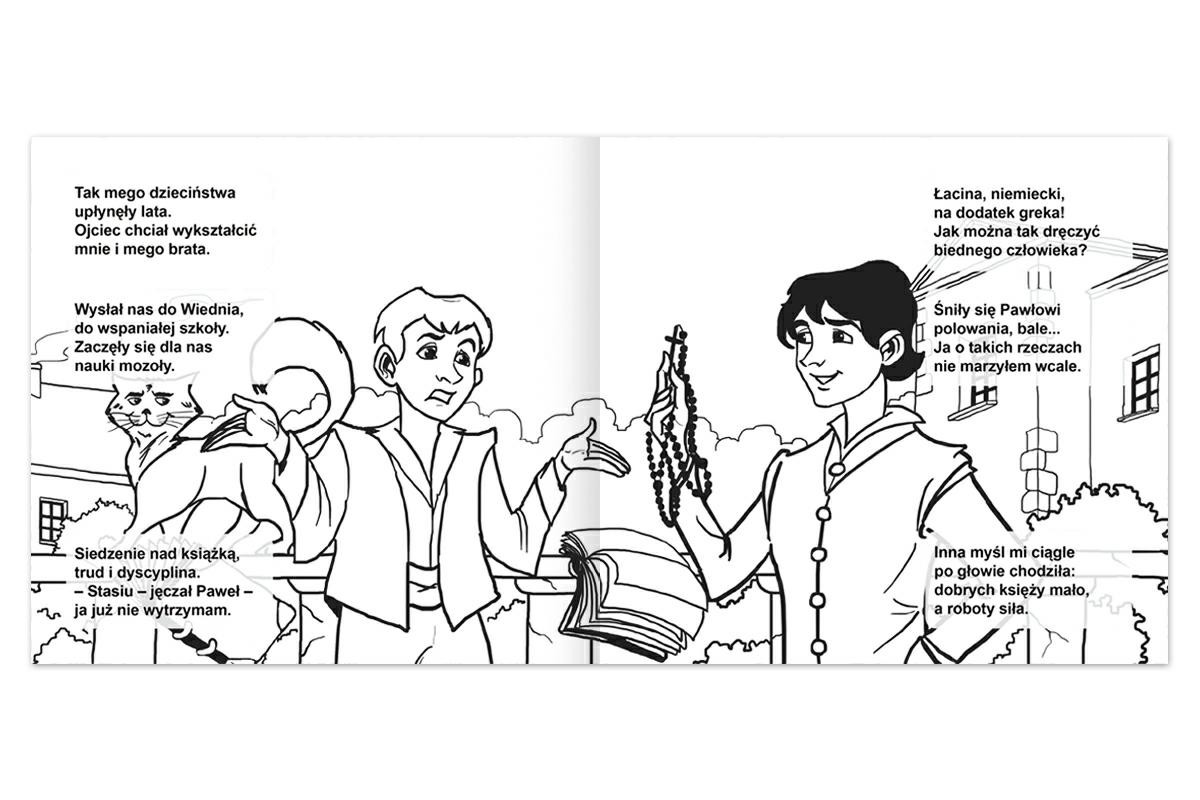 Tak mego dzieciństwa
upłynęły lata.
Ojciec chciał wykształcić
mnie i mego brata.
Wysłał nas do Wiednia,
do wspaniałej szkoły.
Zaczęły się dla nas
nauki mozoły.
Siedzenie nad książką,
trud i dyscyplina.
– Stasiu – jęczał Paweł –
ja już nie wytrzymam.
Łacina, niemiecki,
na dodatek greka!
Jak można tak dręczyć
biednego człowieka?
Śniły się Pawłowi
polowania, bale...
Ja o takich rzeczach
nie marzyłem wcale.
Inna myśl mi ciągle
po głowie chodziła:
dobrych księży mało,
a roboty siła.